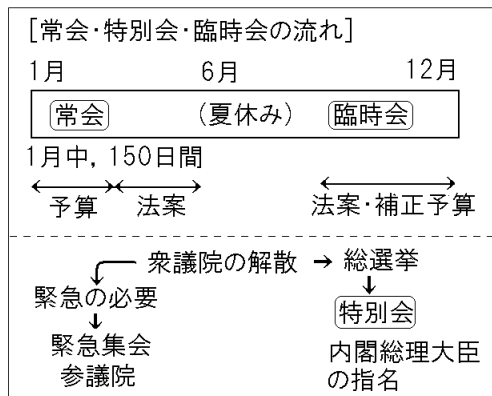 [常会・特別会・臨時会の流れ]
1月 6月 12月
常会 (夏休み) 臨時会
1月中, 150日間
予算 法案 法案・補正予算
衆議院の解散 → 総選挙
緊急の必要
特別会
緊急集会
参議院
内閣総理大臣
の指名